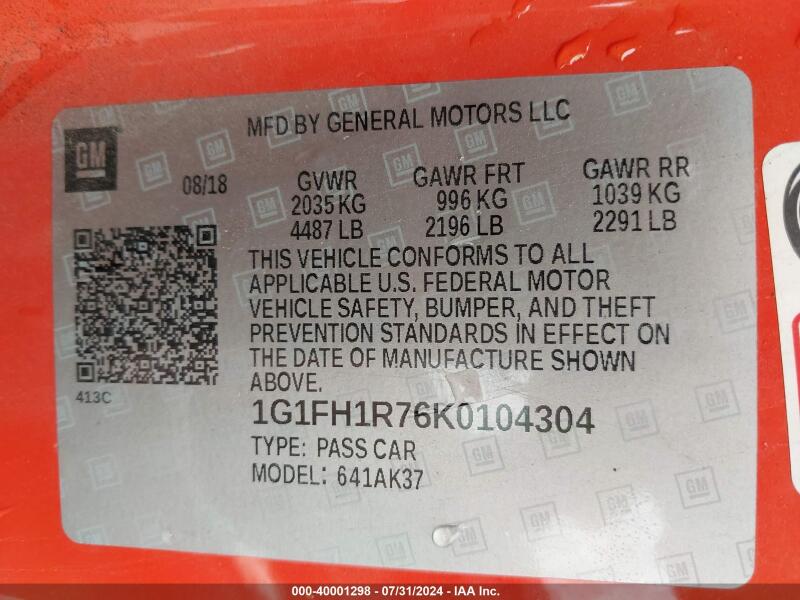 MFD BY GENERAL MOTORS LLC
GM
08/18
GVWR GAWR FRT GAWR RR
2035 KG 996 KG 1039 KG
4487 LB 2196 LB 2291 LB
THIS VEHICLE CONFORMS TO ALL
APPLICABLE U.S. FEDERAL MOTOR
VEHICLE SAFETY, BUMPER, AND THEFT
PREVENTION STANDARDS IN EFFECT ON
THE DATE OF MANUFACTURE SHOWN
ABOVE.
413C
1G1FH1R76K0104304
TYPE: PASS CAR
MODEL: 641AK37
000-40001298 - 07/31/2024 - IAA Inc.